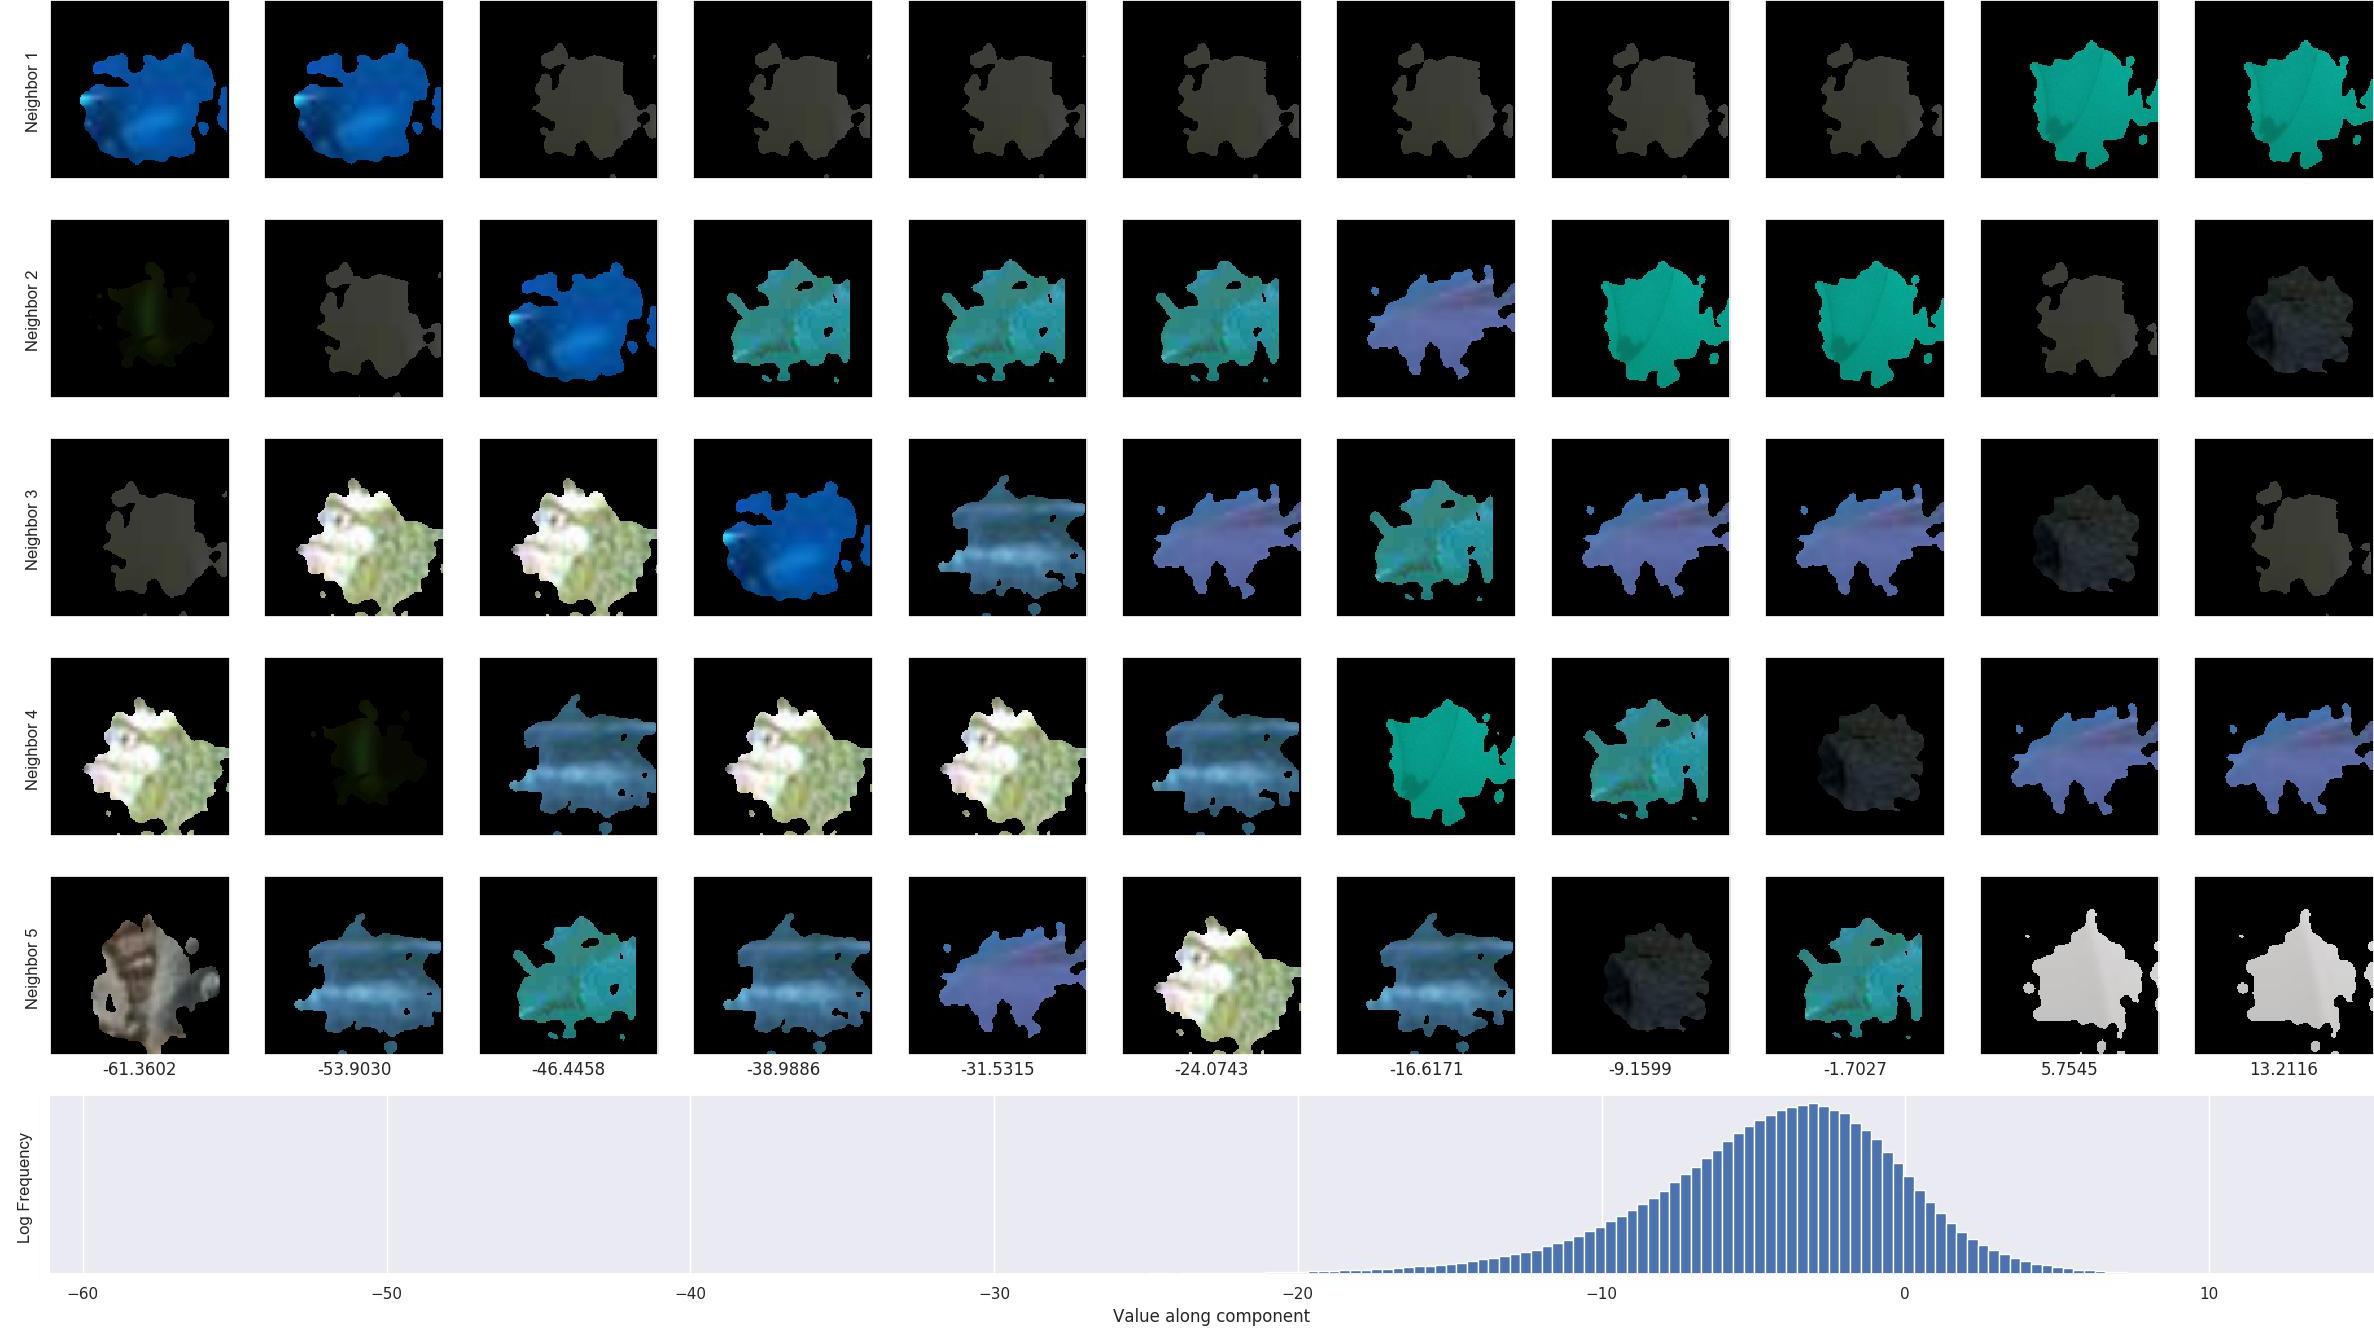 Neighbor 1
Neighbor 2
Neighbor 3
Neighbor 4
Neighbor 5
-61.3602 -53.9030 -46.4458 -38.9886 -31.5315 -24.0743 -16.6171 -9.1599 -1.7027 5.7545 13.2116
Log Frequency
−60 −50 −40 −30 −20 −10 0 10
Value along component